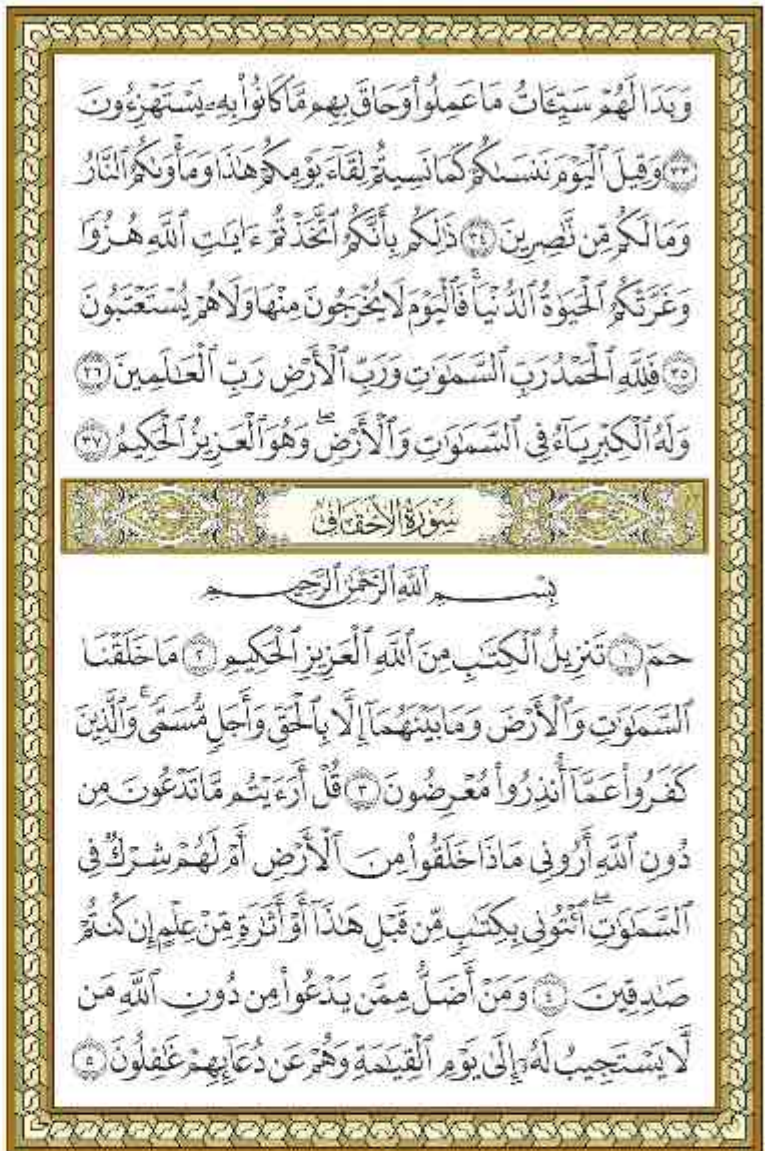 وَبَدَا لَهُمْ سَيِّـَٔاتُ مَا عَمِلُوا۟ وَحَاقَ بِهِم مَّا كَانُوا۟ بِهِۦ يَسْتَهْزِءُونَ
٣٣ وَقِيلَ ٱلْيَوْمَ نَنسَىٰكُمْ كَمَا نَسِيتُمْ لِقَآءَ يَوْمِكُمْ هَٰذَا وَمَأْوَىٰكُمُ ٱلنَّارُ
وَمَا لَكُم مِّن نَّٰصِرِينَ ٣٤ ذَٰلِكُم بِأَنَّكُمُ ٱتَّخَذْتُمْ ءَايَٰتِ ٱللَّهِ هُزُوًا
وَغَرَّتْكُمُ ٱلْحَيَوٰةُ ٱلدُّنْيَا ۚ فَٱلْيَوْمَ لَا يُخْرَجُونَ مِنْهَا وَلَا هُمْ يُسْتَعْتَبُونَ
٣٥ فَلِلَّهِ ٱلْحَمْدُ رَبِّ ٱلسَّمَٰوَٰتِ وَرَبِّ ٱلْأَرْضِ رَبِّ ٱلْعَٰلَمِينَ ٣٦
وَلَهُ ٱلْكِبْرِيَآءُ فِى ٱلسَّمَٰوَٰتِ وَٱلْأَرْضِ ۖ وَهُوَ ٱلْعَزِيزُ ٱلْحَكِيمُ ٣٧
سُورَةُ الأَحْقَافِ
بِسْمِ ٱللَّهِ ٱلرَّحْمَٰنِ ٱلرَّحِيمِ
حمٓ ١ تَنزِيلُ ٱلْكِتَٰبِ مِنَ ٱللَّهِ ٱلْعَزِيزِ ٱلْحَكِيمِ ٢ مَا خَلَقْنَا
ٱلسَّمَٰوَٰتِ وَٱلْأَرْضَ وَمَا بَيْنَهُمَآ إِلَّا بِٱلْحَقِّ وَأَجَلٍ مُّسَمًّى ۚ وَٱلَّذِينَ
كَفَرُوا۟ عَمَّآ أُنذِرُوا۟ مُعْرِضُونَ ٣ قُلْ أَرَءَيْتُم مَّا تَدْعُونَ مِن
دُونِ ٱللَّهِ أَرُونِى مَاذَا خَلَقُوا۟ مِنَ ٱلْأَرْضِ أَمْ لَهُمْ شِرْكٌ فِى
ٱلسَّمَٰوَٰتِ ۖ ٱئْتُونِى بِكِتَٰبٍ مِّن قَبْلِ هَٰذَآ أَوْ أَثَٰرَةٍ مِّنْ عِلْمٍ إِن كُنتُمْ
صَٰدِقِينَ ٤ وَمَنْ أَضَلُّ مِمَّن يَدْعُوا۟ مِن دُونِ ٱللَّهِ مَن
لَّا يَسْتَجِيبُ لَهُۥٓ إِلَىٰ يَوْمِ ٱلْقِيَٰمَةِ وَهُمْ عَن دُعَآئِهِمْ غَٰفِلُونَ ٥